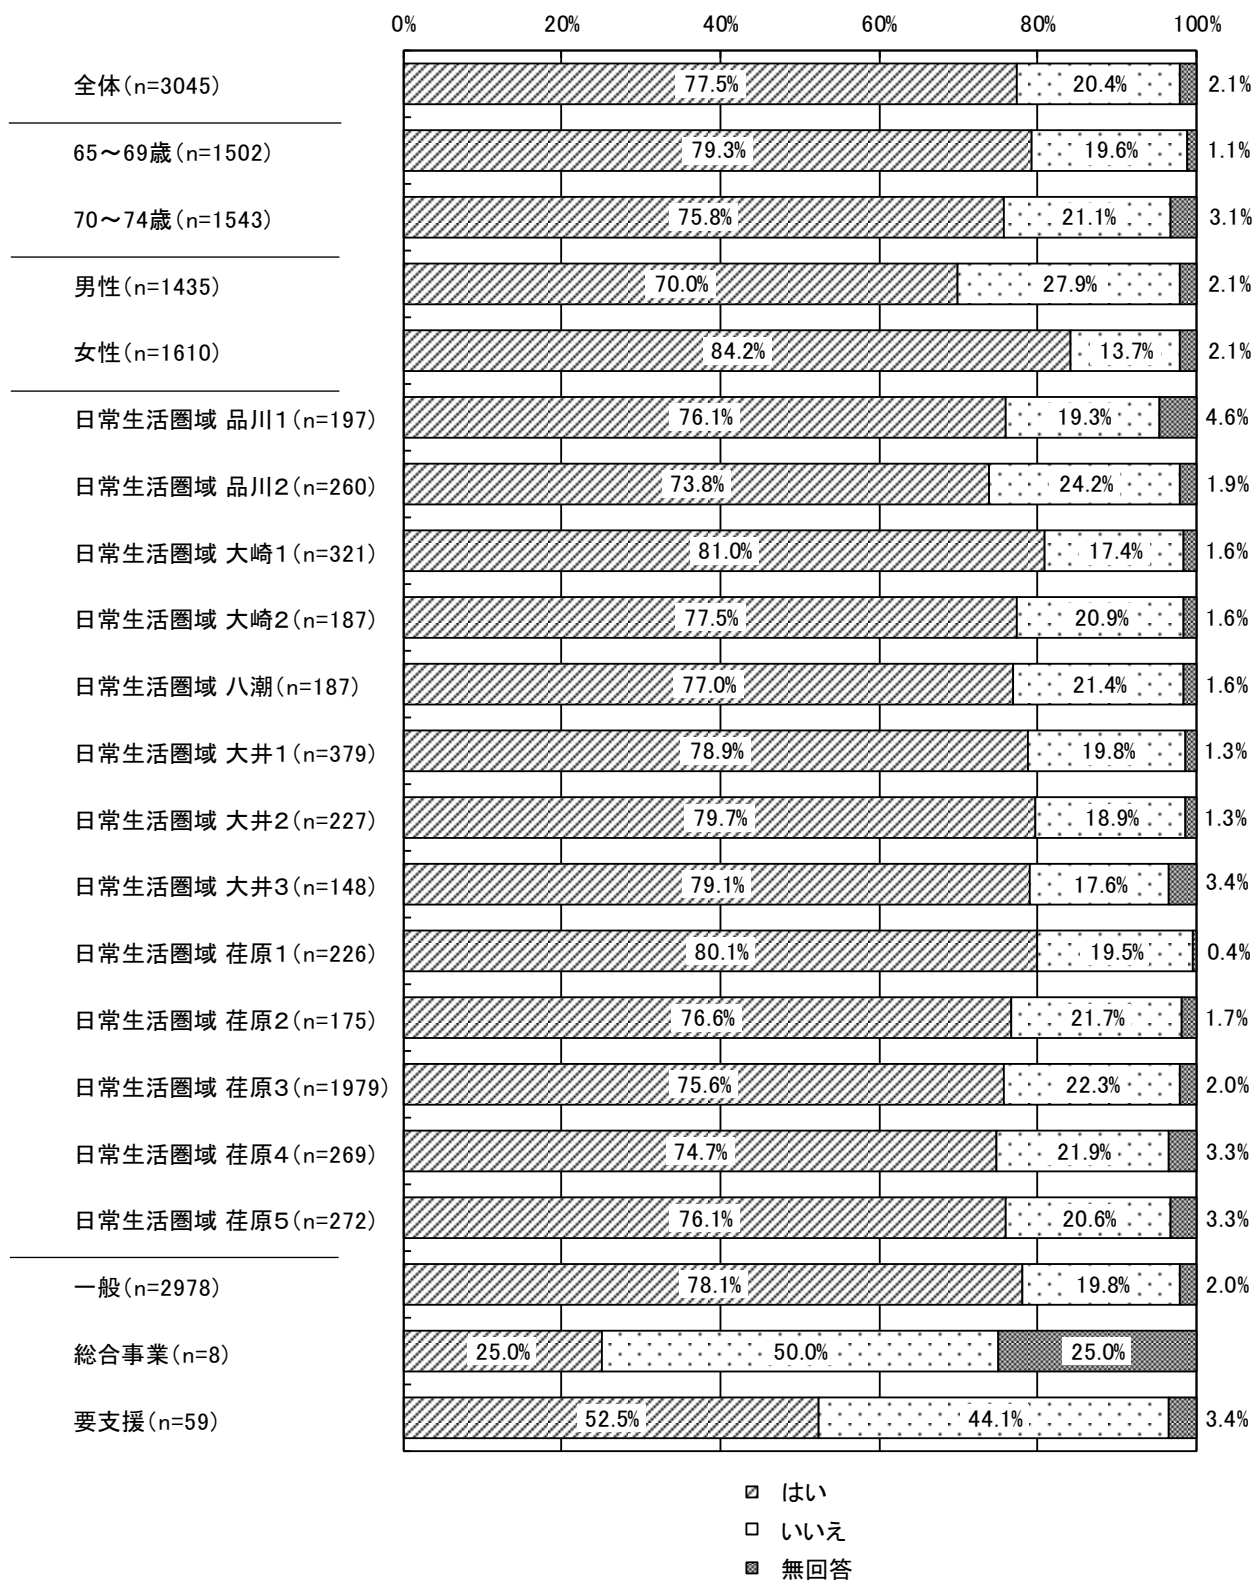 0% 20% 40% 60% 80% 100%
全体(n=3045) 77.5% 20.4% 2.1%
65～69歳(n=1502) 79.3% 19.6% 1.1%
70～74歳(n=1543) 75.8% 21.1% 3.1%
男性(n=1435) 70.0% 27.9% 2.1%
女性(n=1610) 84.2% 13.7% 2.1%
日常生活圏域 品川1(n=197) 76.1% 19.3% 4.6%
日常生活圏域 品川2(n=260) 73.8% 24.2% 1.9%
日常生活圏域 大崎1(n=321) 81.0% 17.4% 1.6%
日常生活圏域 大崎2(n=187) 77.5% 20.9% 1.6%
日常生活圏域 八潮(n=187) 77.0% 21.4% 1.6%
日常生活圏域 大井1(n=379) 78.9% 19.8% 1.3%
日常生活圏域 大井2(n=227) 79.7% 18.9% 1.3%
日常生活圏域 大井3(n=148) 79.1% 17.6% 3.4%
日常生活圏域 荏原1(n=226) 80.1% 19.5% 0.4%
日常生活圏域 荏原2(n=175) 76.6% 21.7% 1.7%
日常生活圏域 荏原3(n=1979) 75.6% 22.3% 2.0%
日常生活圏域 荏原4(n=269) 74.7% 21.9% 3.3%
日常生活圏域 荏原5(n=272) 76.1% 20.6% 3.3%
一般(n=2978) 78.1% 19.8% 2.0%
総合事業(n=8) 25.0% 50.0% 25.0%
要支援(n=59) 52.5% 44.1% 3.4%
はい
いいえ
無回答